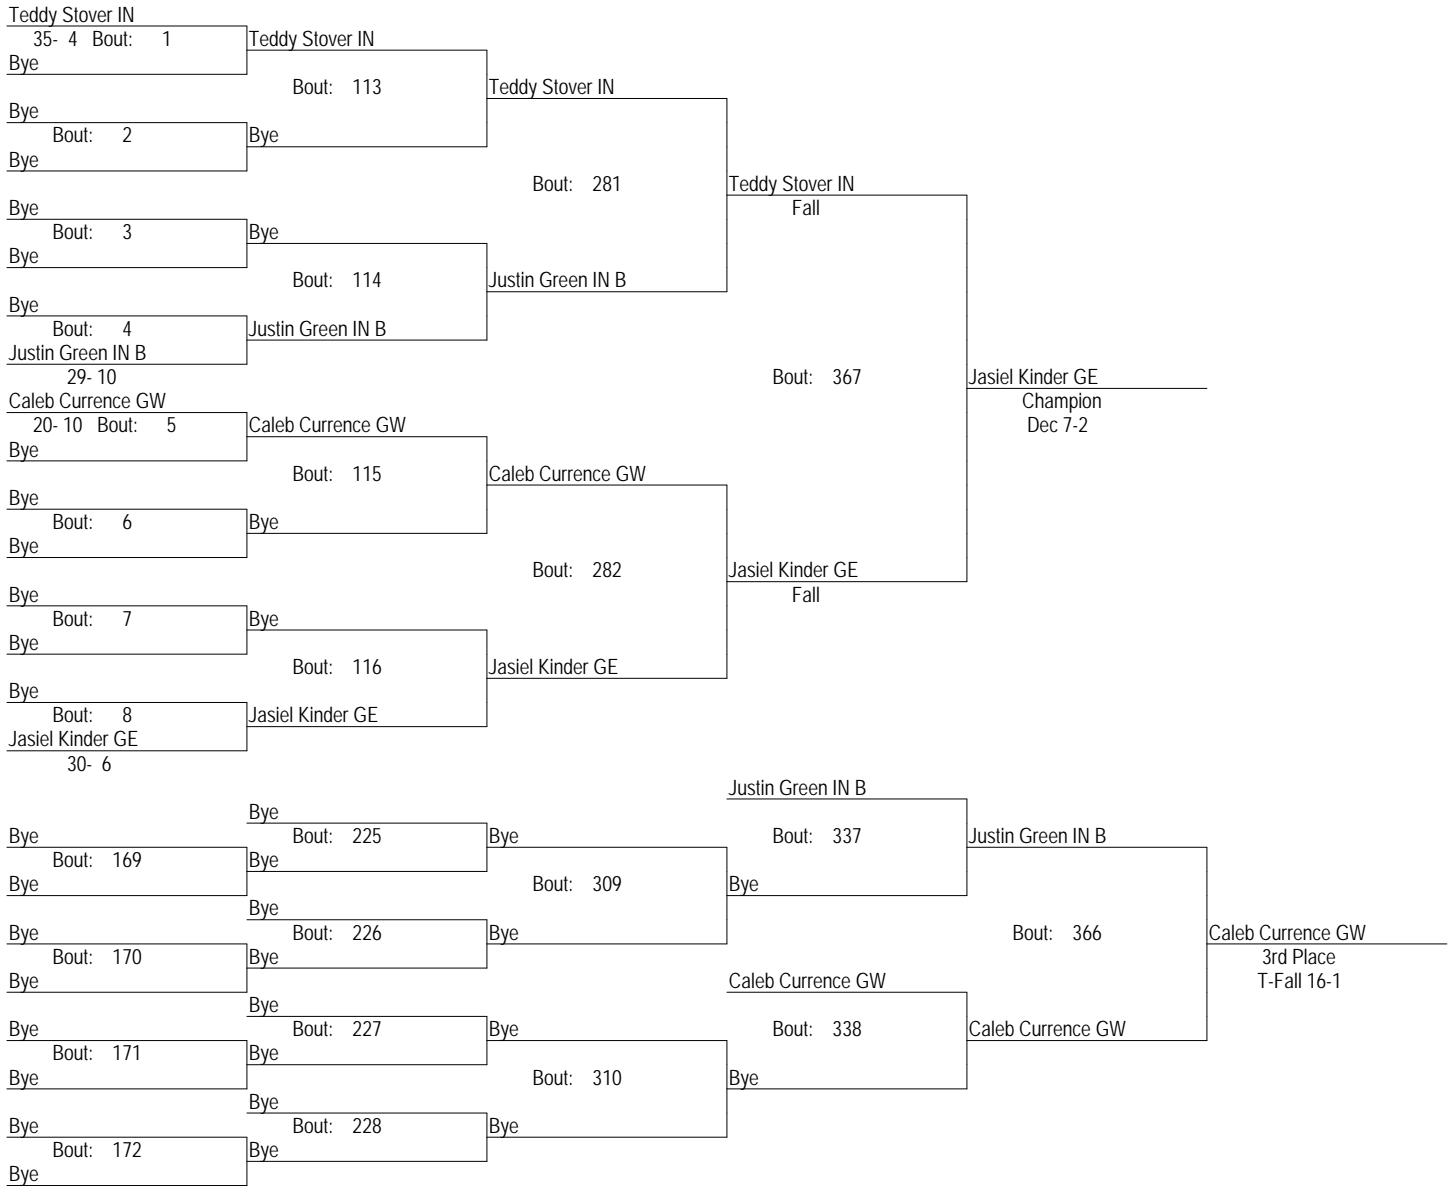 Teddy Stover IN
35- 4 Bout: 1
Teddy Stover IN
Bye
Bout: 113
Teddy Stover IN
Bye
Bout: 2
Bye
Bye
Bout: 281
Teddy Stover IN
Fall
Bye
Bout: 3
Bye
Bye
Bout: 114
Justin Green IN B
Bye
Bout: 4
Justin Green IN B
Justin Green IN B
29- 10
Bout: 367
Jasiel Kinder GE
Champion
Dec 7-2
Caleb Currence GW
20- 10 Bout: 5
Caleb Currence GW
Bye
Bout: 115
Caleb Currence GW
Bye
Bout: 6
Bye
Bye
Bout: 282
Jasiel Kinder GE
Fall
Bye
Bout: 7
Bye
Bye
Bout: 116
Jasiel Kinder GE
Bye
Bout: 8
Jasiel Kinder GE
Jasiel Kinder GE
30- 6
Justin Green IN B
Bye
Bye
Bout: 225
Bye
Bout: 337
Justin Green IN B
Bout: 169
Bye
Bye
Bout: 309
Bye
Bye
Bye
Bout: 226
Bye
Bout: 366
Caleb Currence GW
3rd Place
T-Fall 16-1
Bout: 170
Bye
Bye
Caleb Currence GW
Bye
Bye
Bout: 227
Bye
Bout: 338
Caleb Currence GW
Bout: 171
Bye
Bye
Bout: 310
Bye
Bye
Bye
Bout: 228
Bye
Bout: 172
Bye
Bye